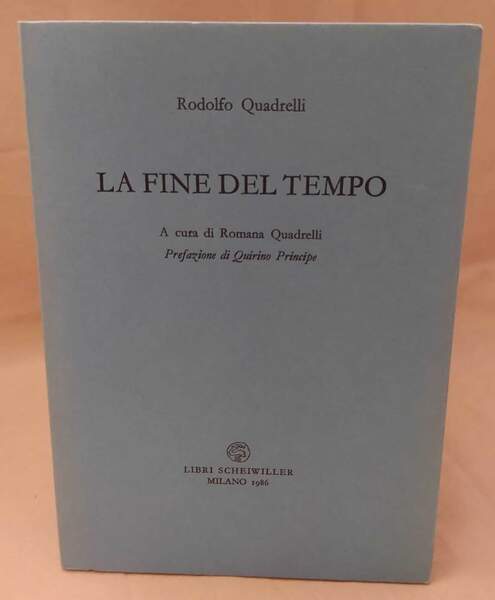 Rodolfo Quadrelli
LA FINE DEL TEMPO
A cura di Romana Quadrelli
Prefazione di Quirino Principe
LIBRI SCHEIWILLER
MILANO 1986